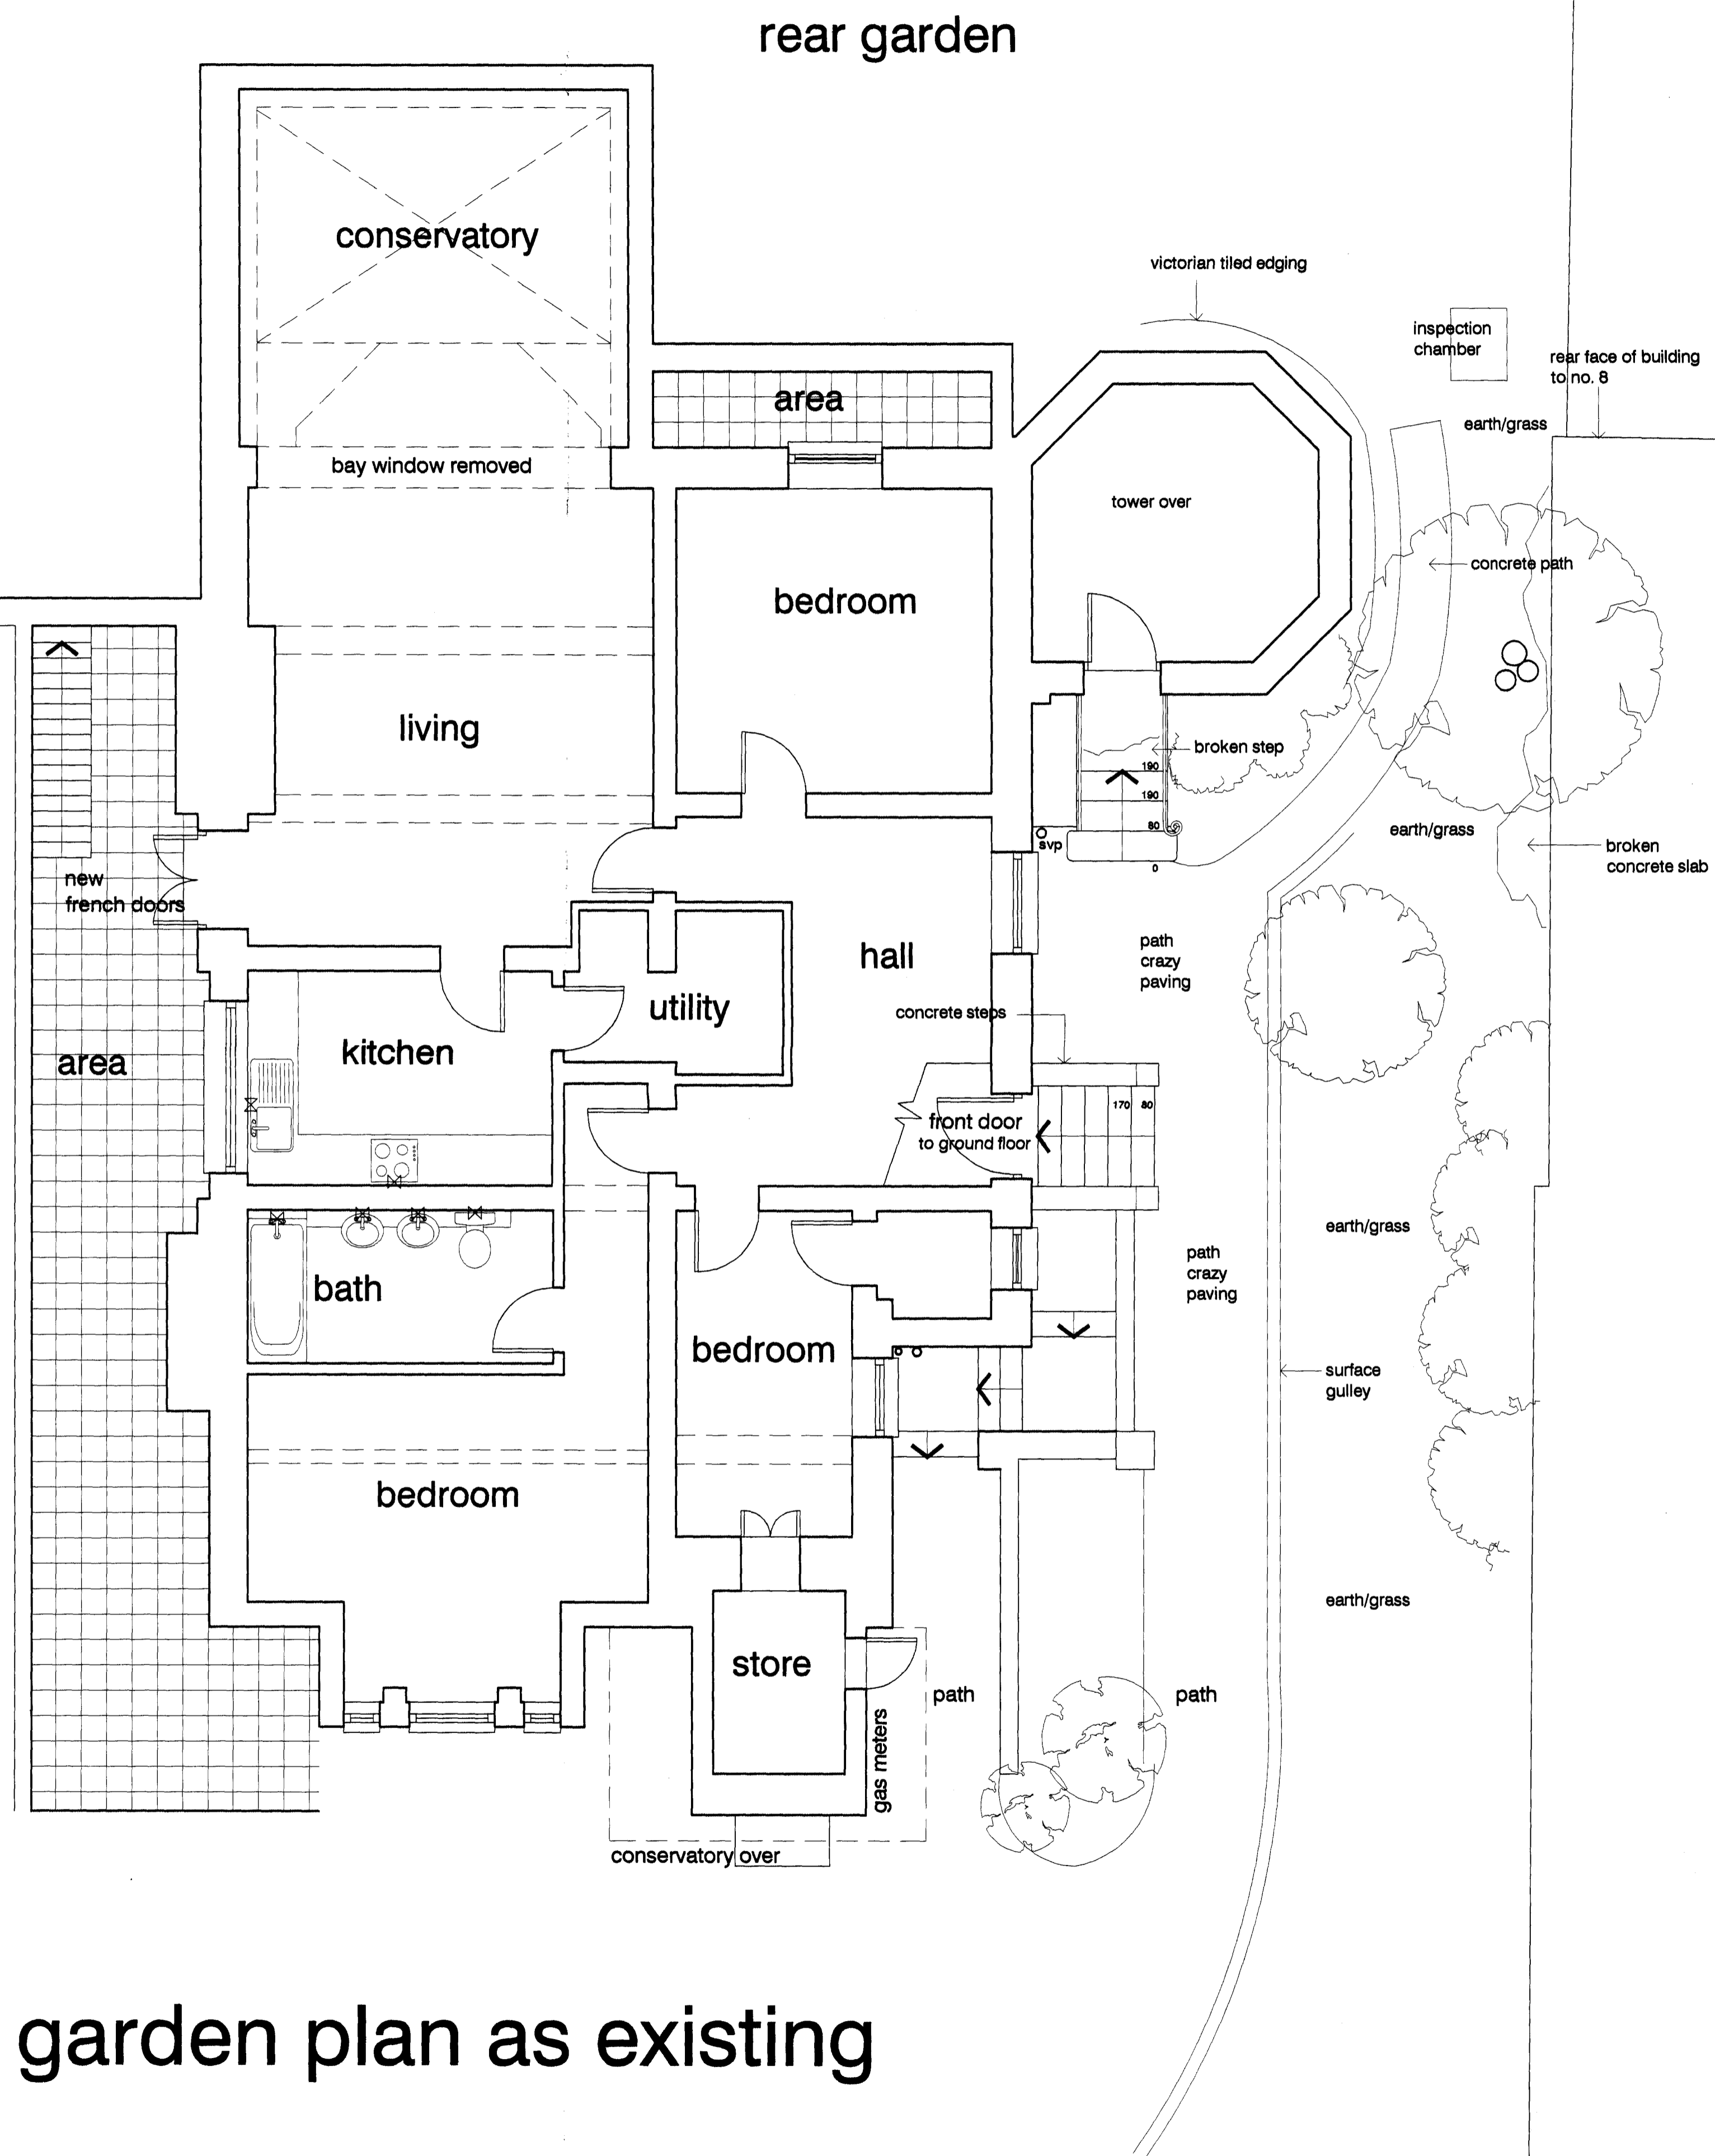 rear garden
conservatory
victorian tiled edging
inspection
chamber
rear face of building
to no. 8
area
earth/grass
bay window removed
tower over
concrete path
bedroom
living
broken step
190
190
80
0
svp
earth/grass
broken
concrete slab
new
french doors
hall
path
crazy
paving
utility
concrete steps
kitchen
area
170 80
front door
to ground floor
earth/grass
path
crazy
paving
bath
bedroom
surface
gulley
bedroom
earth/grass
store
path
path
gas meters
conservatory over
garden plan as existing